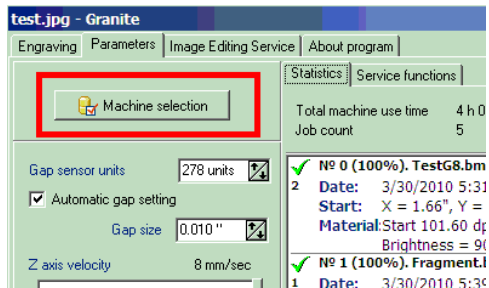 test.jpg - Granite
Engraving Parameters Image Editing Service About program
Machine selection
Statistics Service functions
Total machine use time 4 h 0
Job count 5
Gap sensor units 278 units
Automatic gap setting
Gap size 0.010 "
Z axis velocity 8 mm/sec
№ 0 (100%). TestG8.bm
2 Date: 3/30/2010 5:31
Start: X = 1.66", Y =
Material:Start 101.60 dp
Brightness = 90
№ 1 (100%). Fragment.b
1 Date: 3/30/2010 5:39